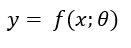 y = f(x; θ)